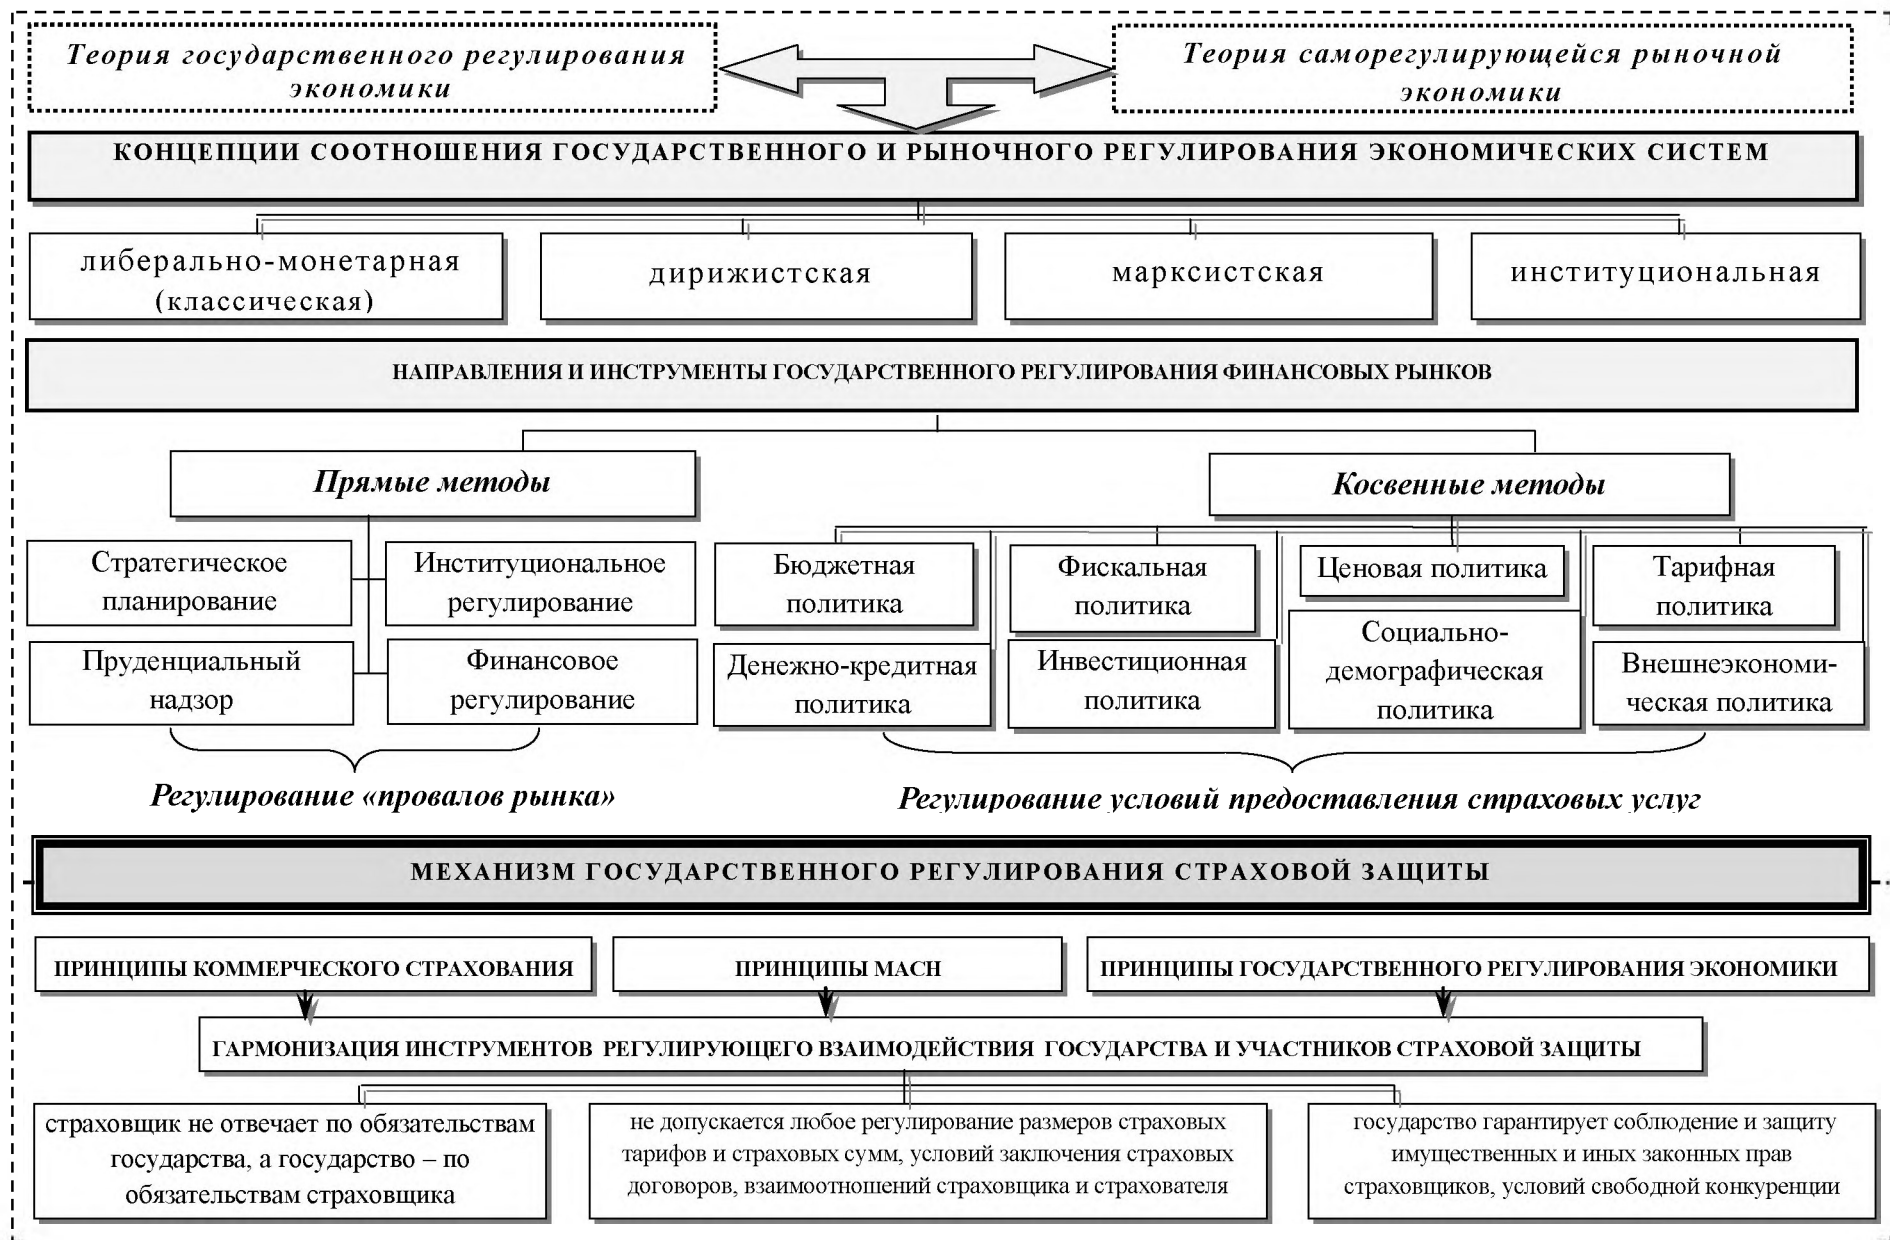 Теория государственного регулирования
экономики
Теория саморегулирующейся рыночной
экономики
КОНЦЕПЦИИ СООТНОШЕНИЯ ГОСУДАРСТВЕННОГО И РЫНОЧНОГО РЕГУЛИРОВАНИЯ ЭКОНОМИЧЕСКИХ СИСТЕМ
либерально-монетарная
(классическая)
дирижистская
марксистская
институциональная
НАПРАВЛЕНИЯ И ИНСТРУМЕНТЫ ГОСУДАРСТВЕННОГО РЕГУЛИРОВАНИЯ ФИНАНСОВЫХ РЫНКОВ
Прямые методы
Косвенные методы
Стратегическое
планирование
Институциональное
регулирование
Пруденциальный
надзор
Финансовое
регулирование
Бюджетная
политика
Фискальная
политика
Ценовая политика
Тарифная
политика
Денежно-кредитная
политика
Инвестиционная
политика
Социально-
демографическая
политика
Внешнеэкономи-
ческая политика
Регулирование «провалов рынка»
Регулирование условий предоставления страховых услуг
МЕХАНИЗМ ГОСУДАРСТВЕННОГО РЕГУЛИРОВАНИЯ СТРАХОВОЙ ЗАЩИТЫ
ПРИНЦИПЫ КОММЕРЧЕСКОГО СТРАХОВАНИЯ
ПРИНЦИПЫ МАСН
ПРИНЦИПЫ ГОСУДАРСТВЕННОГО РЕГУЛИРОВАНИЯ ЭКОНОМИКИ
ГАРМОНИЗАЦИЯ ИНСТРУМЕНТОВ РЕГУЛИРУЮЩЕГО ВЗАИМОДЕЙСТВИЯ ГОСУДАРСТВА И УЧАСТНИКОВ СТРАХОВОЙ ЗАЩИТЫ
страховщик не отвечает по обязательствам
государства, а государство – по
обязательствам страховщика
не допускается любое регулирование размеров страховых
тарифов и страховых сумм, условий заключения страховых
договоров, взаимоотношений страховщика и страхователя
государство гарантирует соблюдение и защиту
имущественных и иных законных прав
страховщиков, условий свободной конкуренции